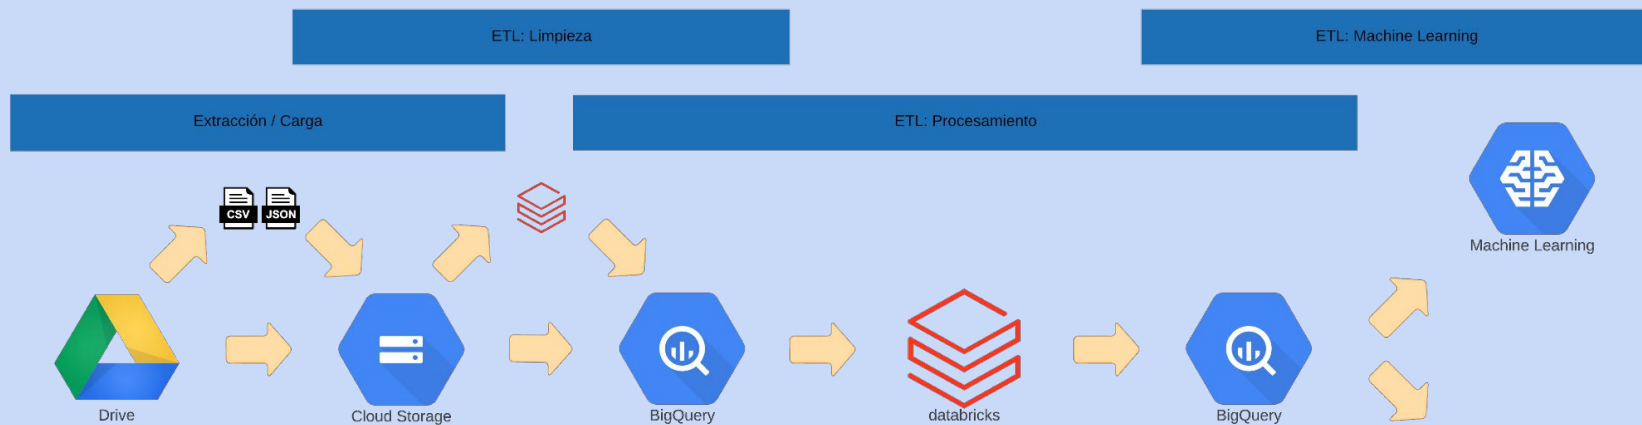 ETL: Limpieza
ETL: Machine Learning
Extracción / Carga
ETL: Procesamiento
CSV
JSON
Machine Learning
Drive
Cloud Storage
BigQuery
databricks
BigQuery